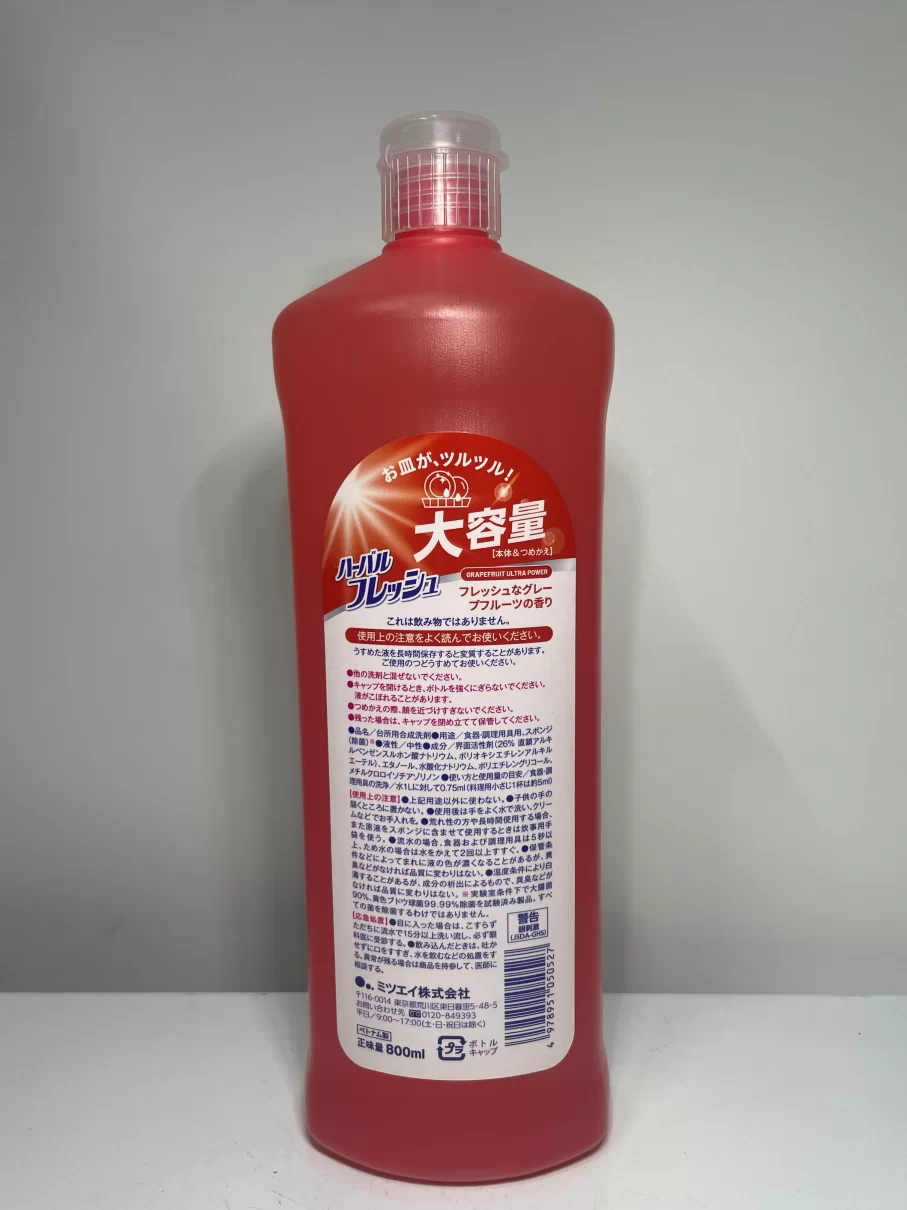 お皿が、ツルツル!
大容量
【本体&つめかえ】
ハーバル
フレッシュ
GRAPEFRUIT ULTRA POWER
フレッシュなグレー
プフルーツの香り
これは飲み物ではありません。
使用上の注意をよく読んでお使いください。
うすめた液を長時間保存すると変質することがあります。
ご使用のつどうすめてお使いください。
●他の洗剤と混ぜないでください。
●キャップを開けるとき、ボトルを強くにぎらないでください。
液がこぼれることがあります。
●つめかえの際、顔を近づけすぎないでください。
●残った場合は、キャップを閉め立てて保管してください。
●品名/台所用合成洗剤●用途/食器・調理用具用、スポンジ
(除菌)※●液性/中性●成分/界面活性剤(26% 直鎖アルキ
ルベンゼンスルホン酸ナトリウム、ポリオキシエチレンアルキル
エーテル)、エタノール、水酸化ナトリウム、ポリエチレングリコール、
メチルクロロイソチアゾリノン ●使い方と使用量の目安/食器・調
理用具の洗浄/水1Lに対して0.75ml(料理用小さじ1杯は約5ml)
【使用上の注意】●上記用途以外に使わない。●子供の手の
届くところに置かない。●使用後は手をよく水で洗い、クリー
ムなどでお手入れを。●荒れ性の方や長時間使用する場合、
また原液をスポンジに含ませて使用するときは炊事用手
袋を使う。●流水の場合、食器および調理用具は5秒以
上、ため水の場合は水をかえて2回以上すすぐ。●保管条
件などによってまれに液の色が濃くなることがあるが、異
臭などがなければ品質に変わりはない。●温度条件により白
濁することがあるが、成分の析出によるもので、異臭などが
なければ品質に変わりはない。※実験室条件下で大腸菌
90%、黄色ブドウ球菌99.99%除菌を試験済み製品。すべ
ての菌を除菌するわけではありません。
【応急処置】●目に入った場合は、こすらず
ただちに流水で15分以上洗い流し、必ず眼
科医に受診する。●飲み込んだときは、吐か
せずに口をすすぎ、水を飲むなどの処置をす
る。異常が残る場合は商品を持参して、医師に
相談する。
警告
眼刺激
(JSDA-GHS)
ミツエイ株式会社
〒116-0014 東京都荒川区東日暮里5-48-5
お問い合わせ先 0120-849393
平日/9:00〜17:00(土・日・祝日は除く)
ベトナム製
正味量 800ml
プラ
ボトル
キャップ
4 978951 050527